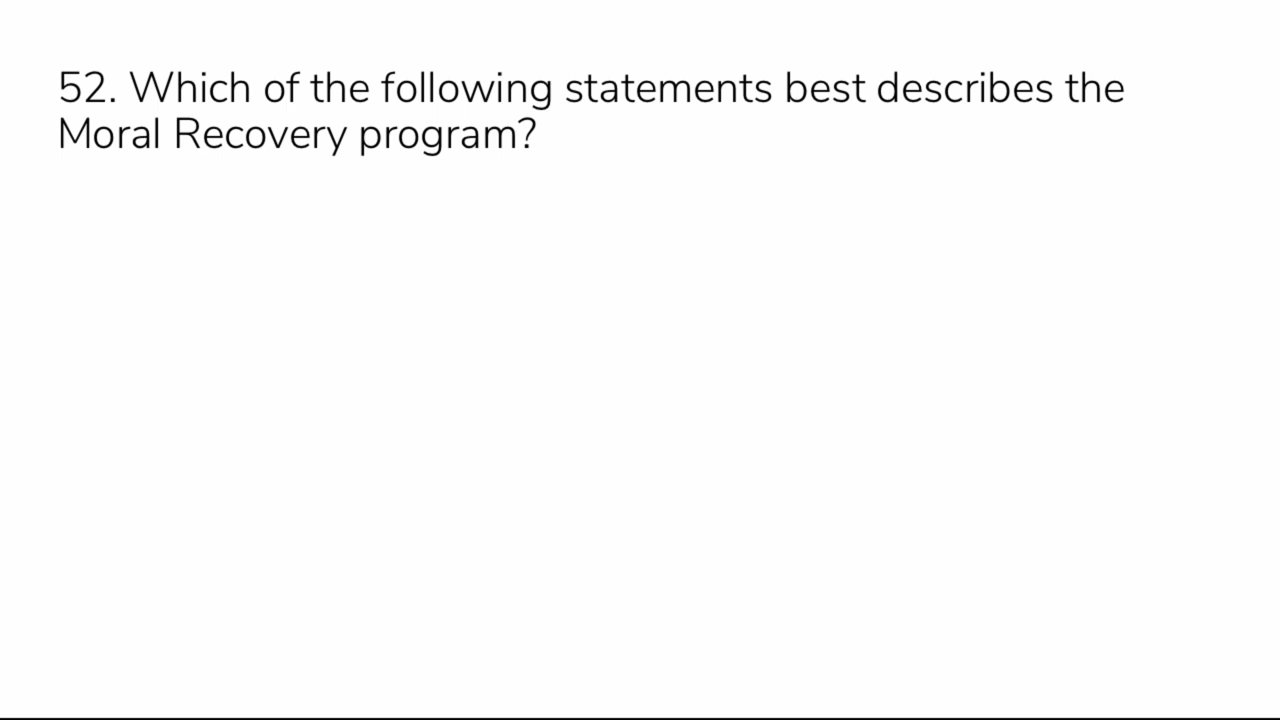 52. Which of the following statements best describes the
Moral Recovery program?